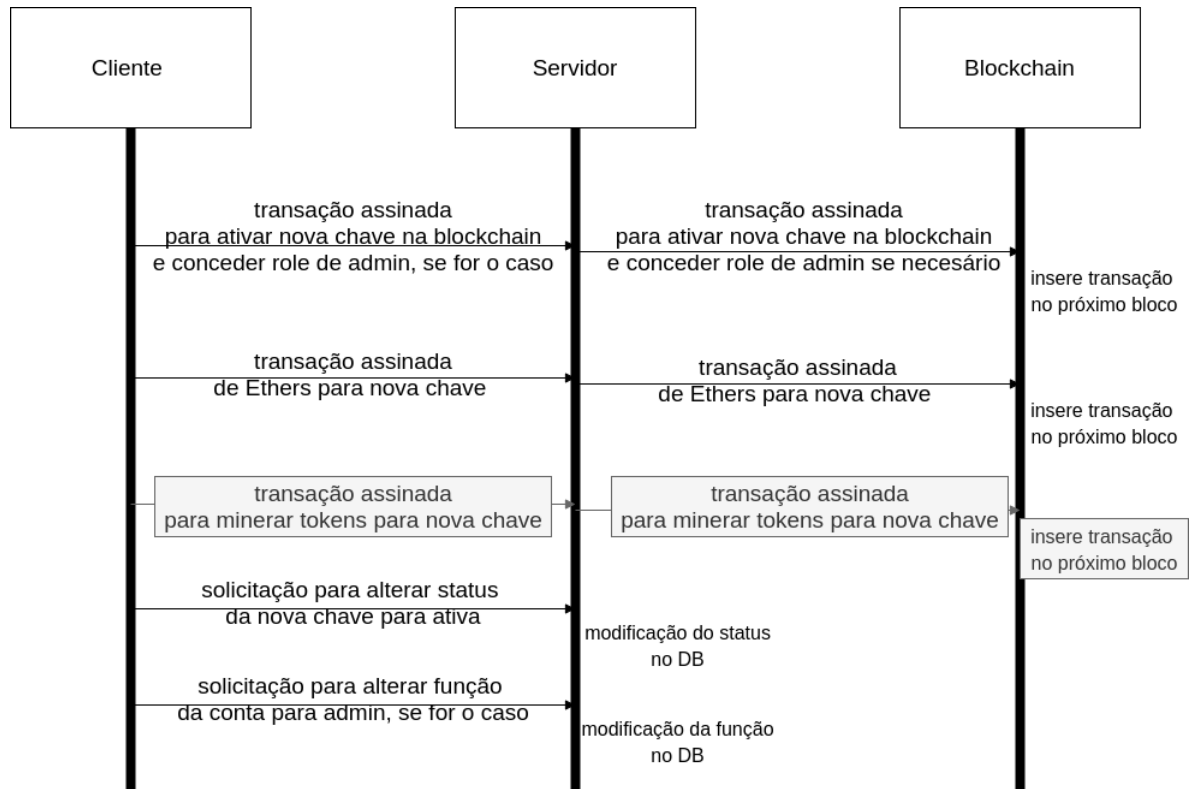 Cliente
Servidor
Blockchain
transação assinada
para ativar nova chave na blockchain
e conceder role de admin, se for o caso
transação assinada
para ativar nova chave na blockchain
e conceder role de admin se necesário
insere transação
no próximo bloco
transação assinada
de Ethers para nova chave
transação assinada
de Ethers para nova chave
insere transação
no próximo bloco
transação assinada
para minerar tokens para nova chave
transação assinada
para minerar tokens para nova chave
insere transação
no próximo bloco
solicitação para alterar status
da nova chave para ativa
modificação do status
no DB
solicitação para alterar função
da conta para admin, se for o caso
modificação da função
no DB